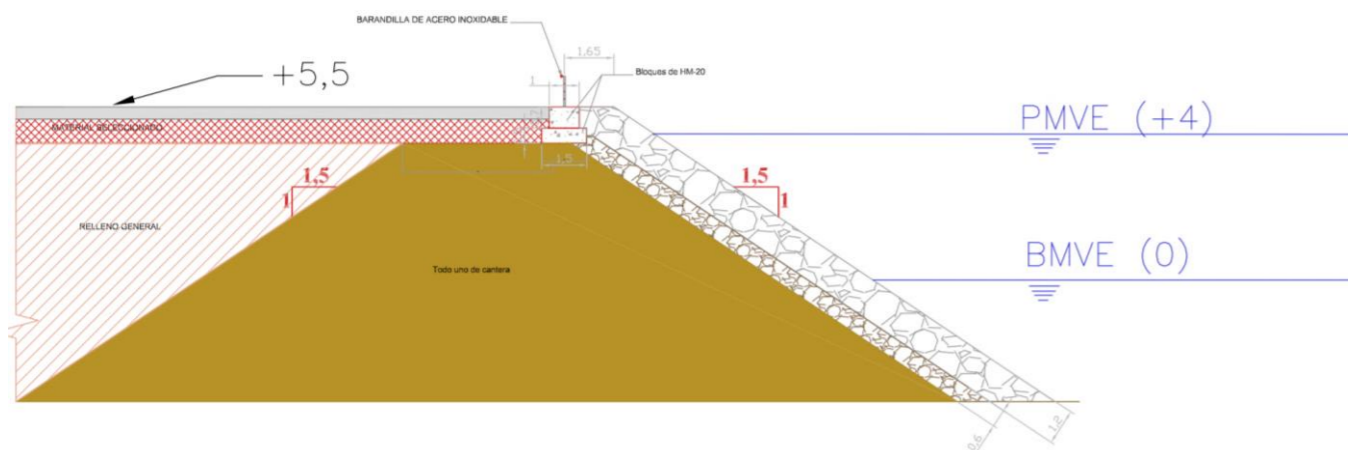 BARANDILLA DE ACERO INOXIDABLE
1,65
+5,5
1
Bloques de HM-20
MATERIAL SELECCIONADO
PMVE (+4)
1,5
1,5
1
1,5
1
RELLENO GENERAL
BMVE (0)
Todo uno de cantera
0,6
1,2